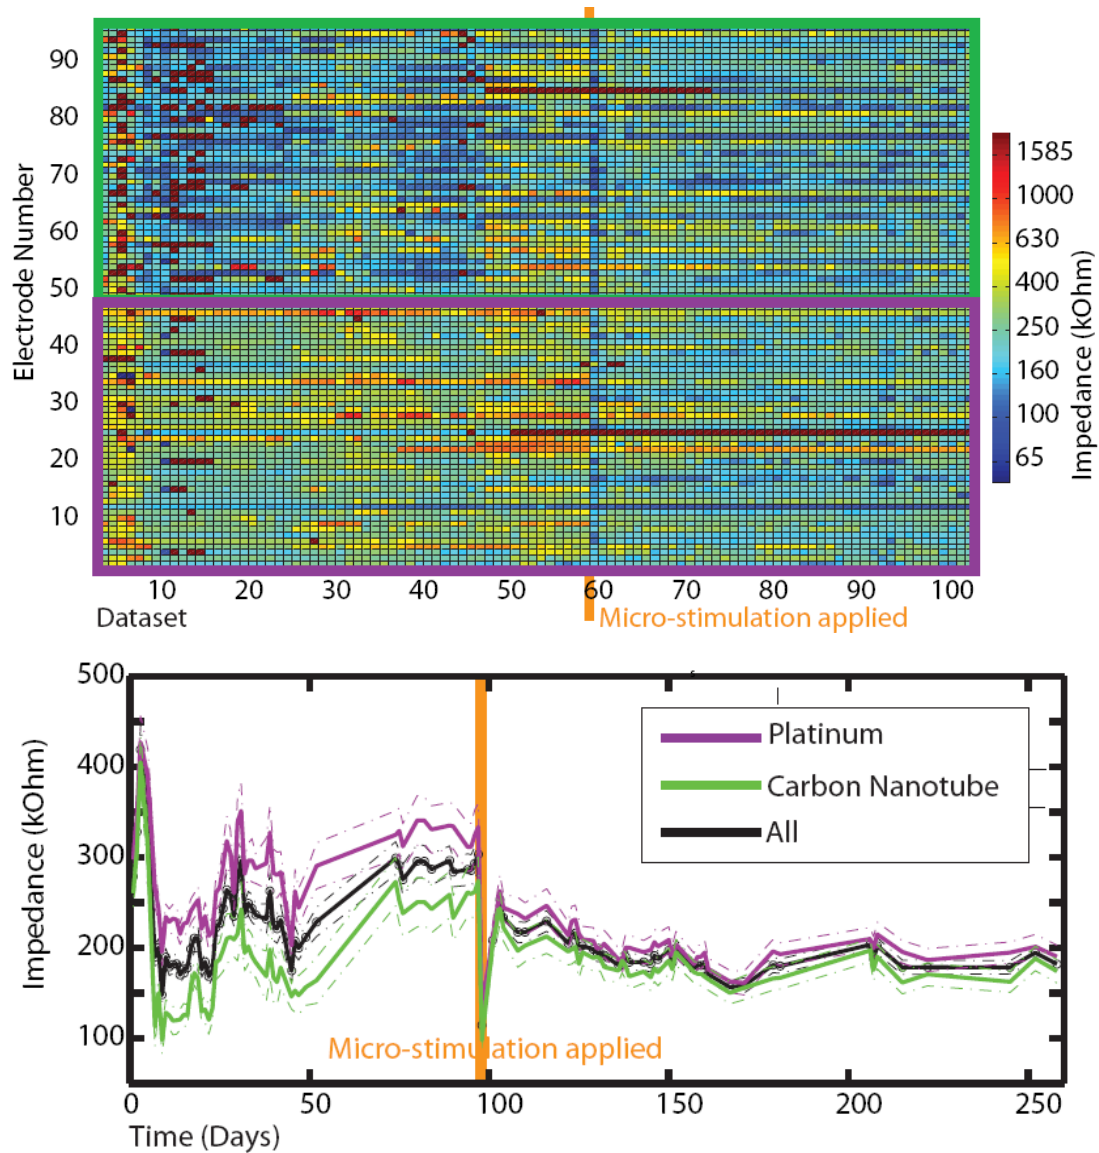 90
80
70
60
50
40
30
20
10
Electrode Number
1585
1000
630
400
250
160
100
65
Impedance (kOhm)
10 20 30 40 50 60 70 80 90 100
Dataset
Micro-stimulation applied
500
400
300
200
100
Impedance (kOhm)
Platinum
Carbon Nanotube
All
Micro-stimulation applied
0 50 100 150 200 250
Time (Days)